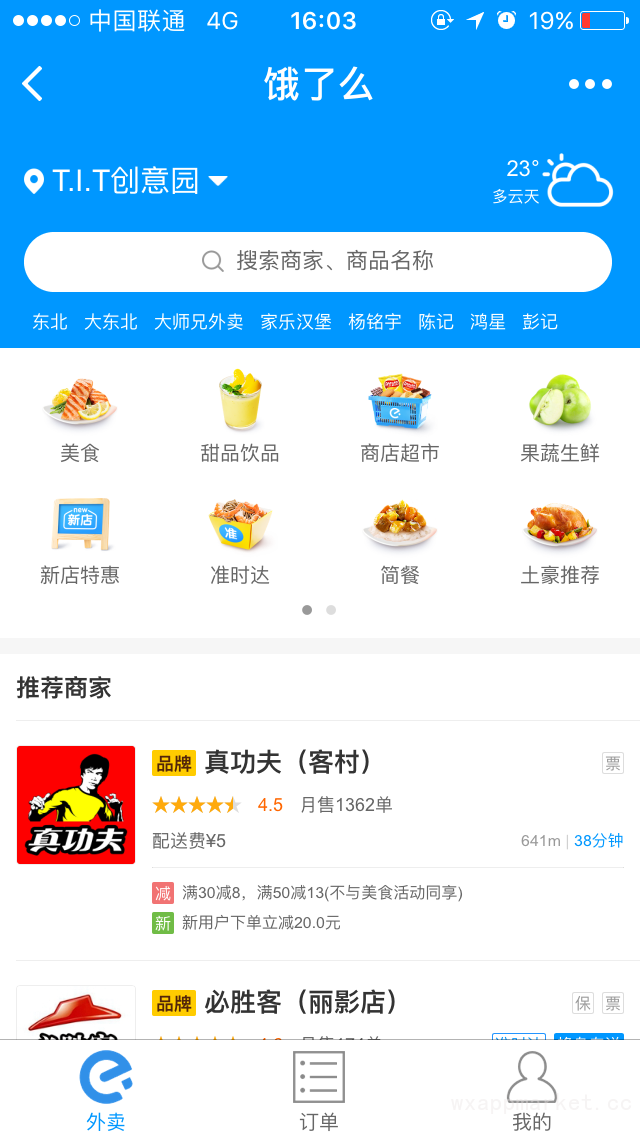 中国联通 4G 16:03 19%
饿了么
T.I.T创意园 23°
多云天
搜索商家、商品名称
东北 大东北 大师兄外卖 家乐汉堡 杨铭宇 陈记 鸿星 彭记
美食 甜品饮品 商店超市 果蔬生鲜
new
新店
准
新店特惠 准时达 简餐 土豪推荐
推荐商家
品牌 真功夫（客村） 票
4.5 月售1362单
真功夫
配送费¥5 641m | 38分钟
减 满30减8，满50减13(不与美食活动同享)
新 新用户下单立减20.0元
品牌 必胜客（丽影店） 保 票
外卖 订单 我的
wxappmarket.cc